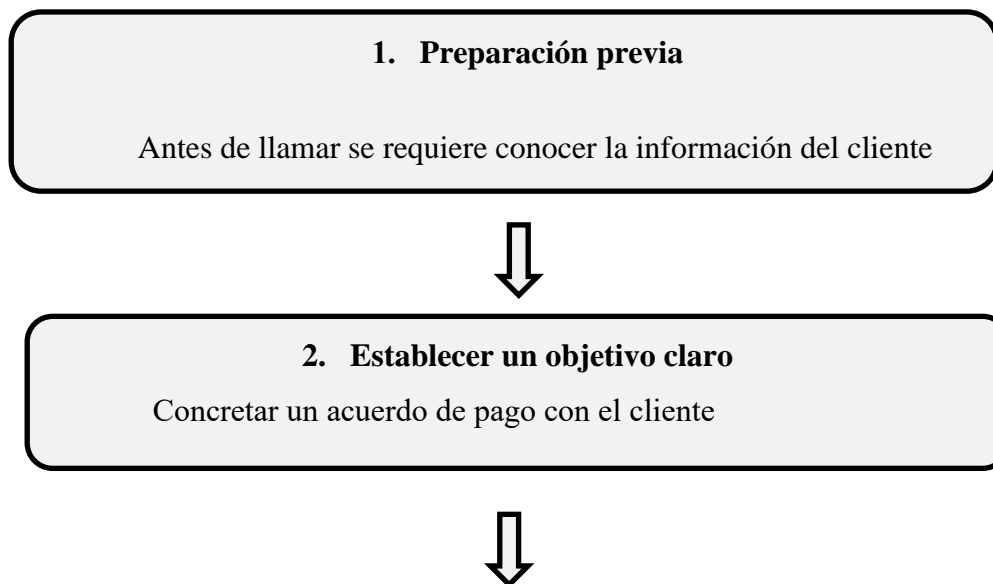 1. Preparación previa
Antes de llamar se requiere conocer la información del cliente
2. Establecer un objetivo claro
Concretar un acuerdo de pago con el cliente